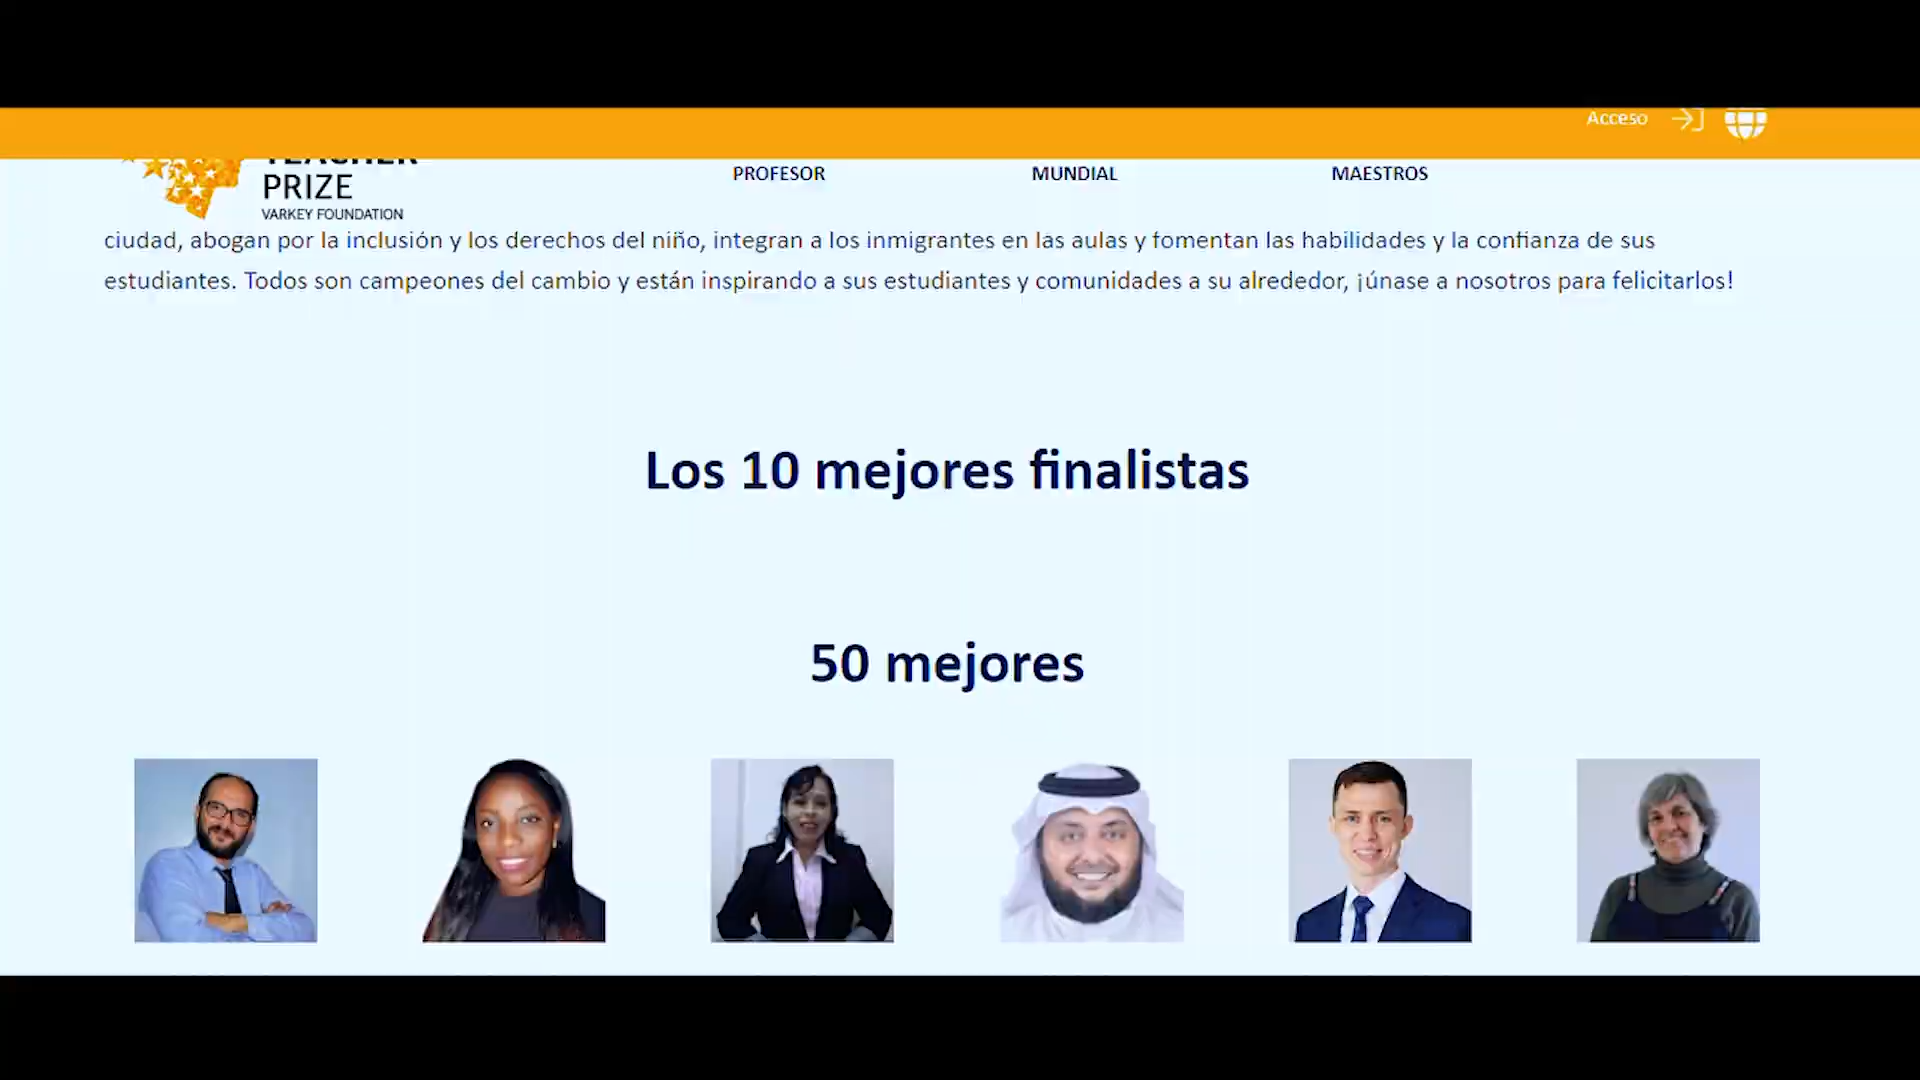 Acceso
TEACHER
PRIZE
VARKEY FOUNDATION
PROFESOR
MUNDIAL
MAESTROS
ciudad, abogan por la inclusión y los derechos del niño, integran a los inmigrantes en las aulas y fomentan las habilidades y la confianza de sus
estudiantes. Todos son campeones del cambio y están inspirando a sus estudiantes y comunidades a su alrededor, ¡únase a nosotros para felicitarlos!
Los 10 mejores finalistas
50 mejores